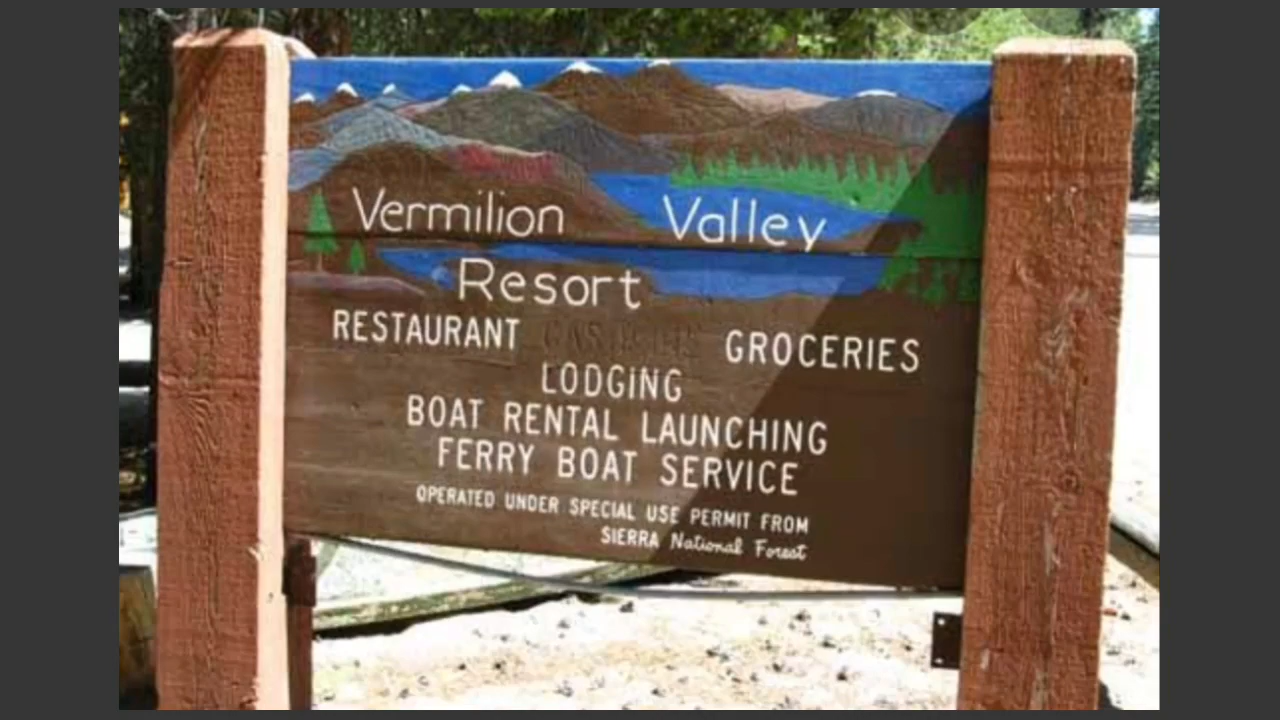 Vermilion Valley
Resort
RESTAURANT GROCERIES
LODGING
BOAT RENTAL LAUNCHING
FERRY BOAT SERVICE
OPERATED UNDER SPECIAL USE PERMIT FROM
SIERRA National Forest